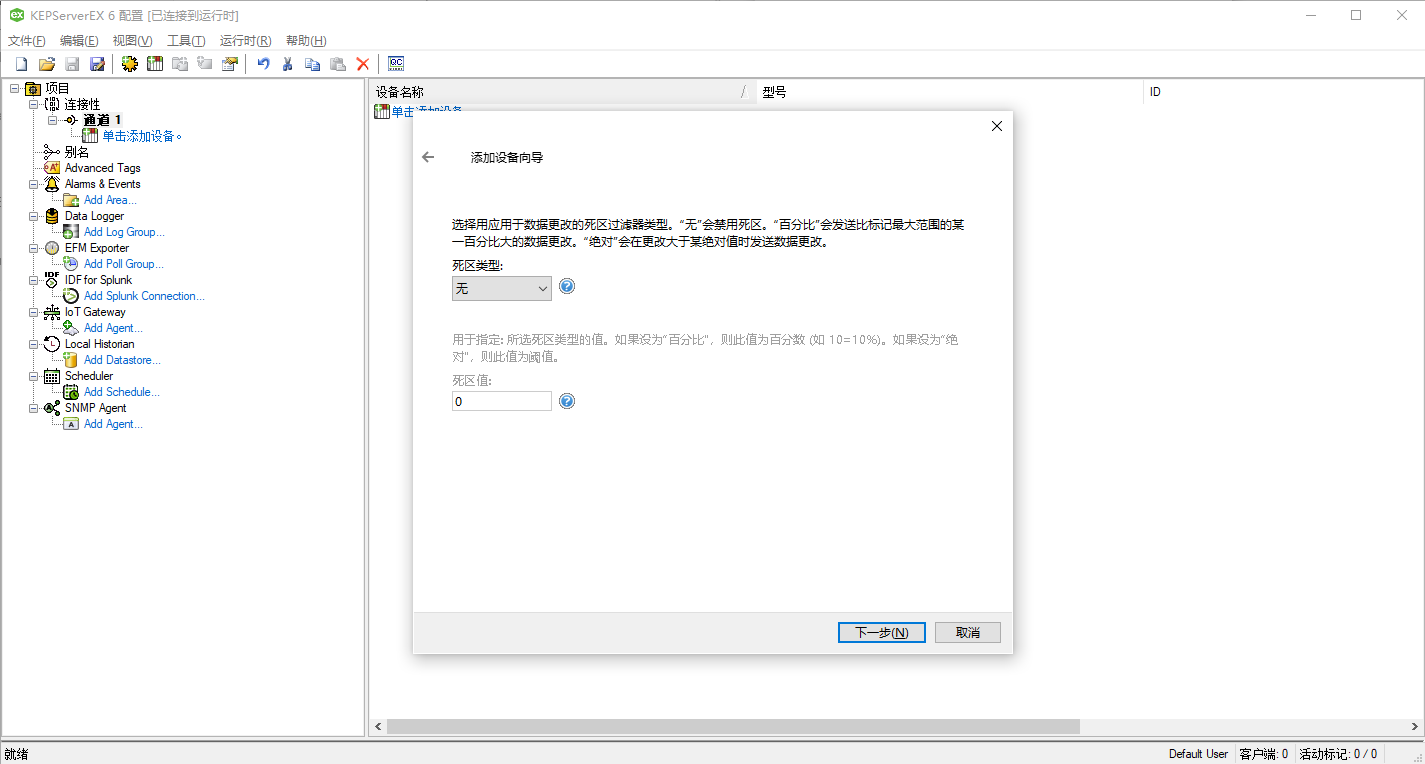 KEPServerEX 6 配置 [已连接到运行时]
文件(F) 编辑(E) 视图(V) 工具(T) 运行时(R) 帮助(H)
QC
项目
连接性
通道 1
单击添加设备。
别名
Advanced Tags
Alarms & Events
Add Area...
Data Logger
Add Log Group...
EFM Exporter
Add Poll Group...
IDF for Splunk
Add Splunk Connection...
IoT Gateway
Add Agent...
Local Historian
Add Datastore...
Scheduler
Add Schedule...
SNMP Agent
Add Agent...
设备名称 / 型号 ID
单击添加设备
添加设备向导
选择用应用于数据更改的死区过滤器类型。“无”会禁用死区。“百分比”会发送比标记最大范围的某
一百分比大的数据更改。“绝对”会在更改大于某绝对值时发送数据更改。
死区类型:
无
用于指定: 所选死区类型的值。如果设为“百分比”，则此值为百分数 (如 10=10%)。如果设为“绝
对”，则此值为阈值。
死区值:
0
下一步(N) 取消
就绪 Default User 客户端: 0 活动标记: 0 / 0